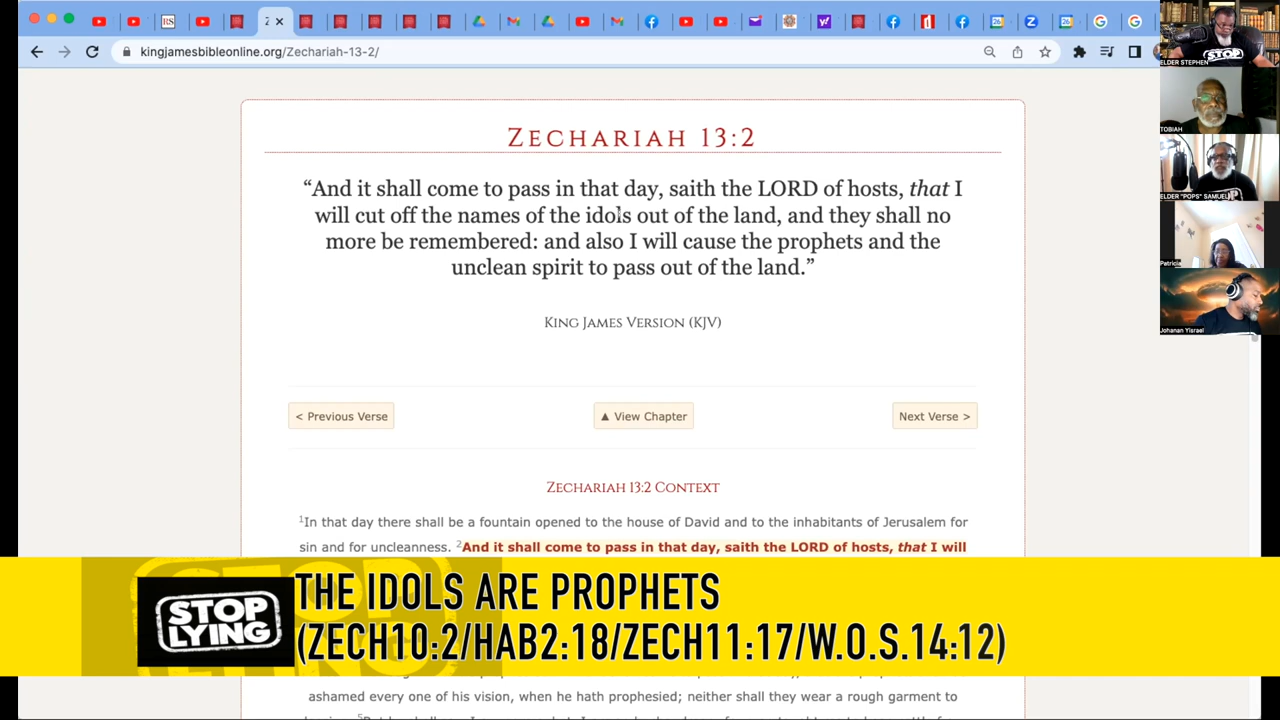 kingjamesbibleonline.org/Zechariah-13-2/
ELDER STEPHEN
TOBIAH
ELDER "POPS" SAMUEL
Patricia
Johanan Yisrael
Zechariah 13:2
“And it shall come to pass in that day, saith the LORD of hosts, that I
will cut off the names of the idols out of the land, and they shall no
more be remembered: and also I will cause the prophets and the
unclean spirit to pass out of the land.”
King James Version (KJV)
< Previous Verse
▲ View Chapter
Next Verse >
Zechariah 13:2 Context
1In that day there shall be a fountain opened to the house of David and to the inhabitants of Jerusalem for
sin and for uncleanness. 2And it shall come to pass in that day, saith the LORD of hosts, that I will
STOP
LYING
THE IDOLS ARE PROPHETS
(ZECH10:2/HAB2:18/ZECH11:17/W.O.S.14:12)
ashamed every one of his vision, when he hath prophesied; neither shall they wear a rough garment to